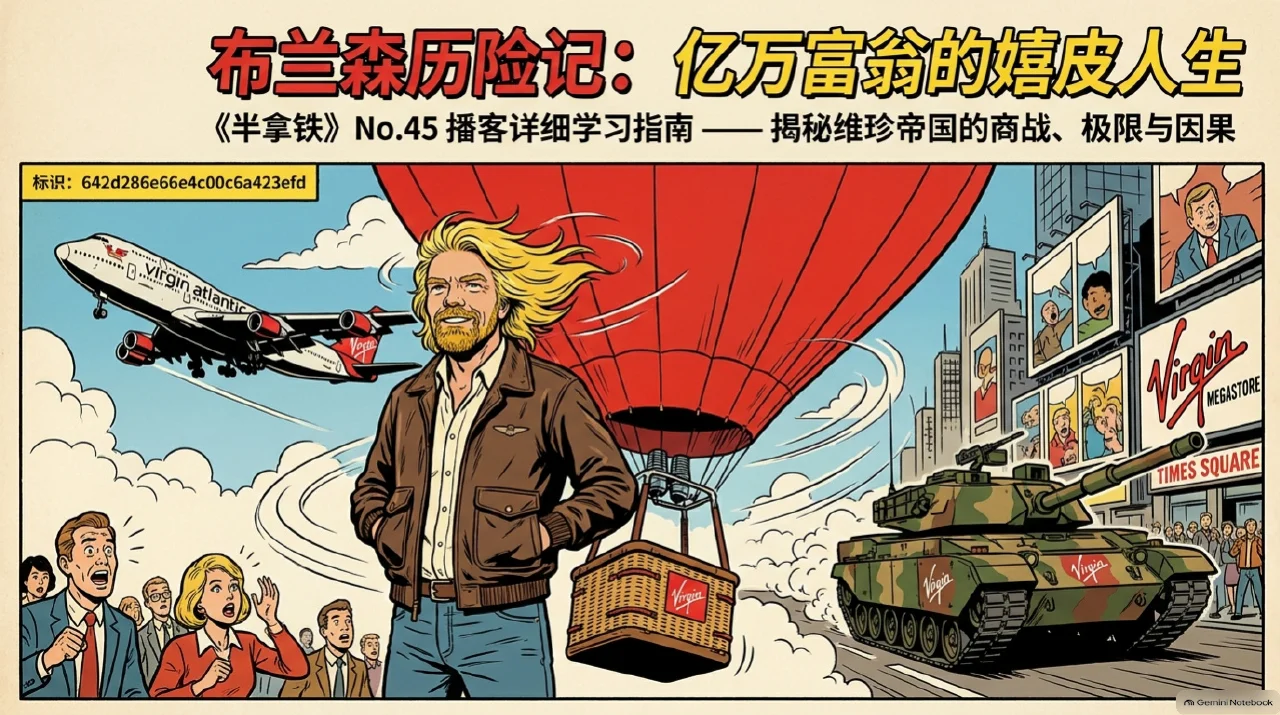 布兰森历险记：亿万富翁的嬉皮人生
《半拿铁》No.45 播客详细学习指南 —— 揭秘维珍帝国的商战、极限与因果
标识：642d286e66e4c00c6a423efd
virgin atlantic
Virgin
Virgin
MEGASTORE
TIMES SQUARE
Virgin
Virgin
Virgin
Gemini Notebook